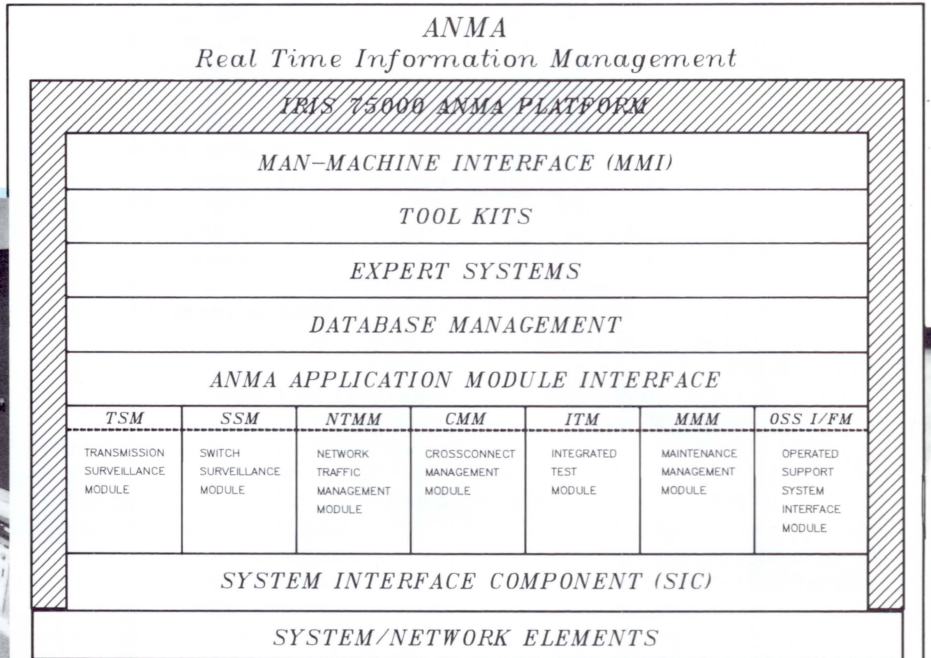 ANMA
Real Time Information Management
IRIS 75000 ANMA PLATFORM
MAN-MACHINE INTERFACE (MMI)
TOOL KITS
EXPERT SYSTEMS
DATABASE MANAGEMENT
ANMA APPLICATION MODULE INTERFACE
TSM
TRANSMISSION
SURVEILLANCE
MODULE
SSM
SWITCH
SURVEILLANCE
MODULE
NTMM
NETWORK
TRAFFIC
MANAGEMENT
MODULE
CMM
CROSSCONNECT
MANAGEMENT
MODULE
ITM
INTEGRATED
TEST
MODULE
MMM
MAINTENANCE
MANAGEMENT
MODULE
OSS I/FM
OPERATED
SUPPORT
SYSTEM
INTERFACE
MODULE
SYSTEM INTERFACE COMPONENT (SIC)
SYSTEM/NETWORK ELEMENTS